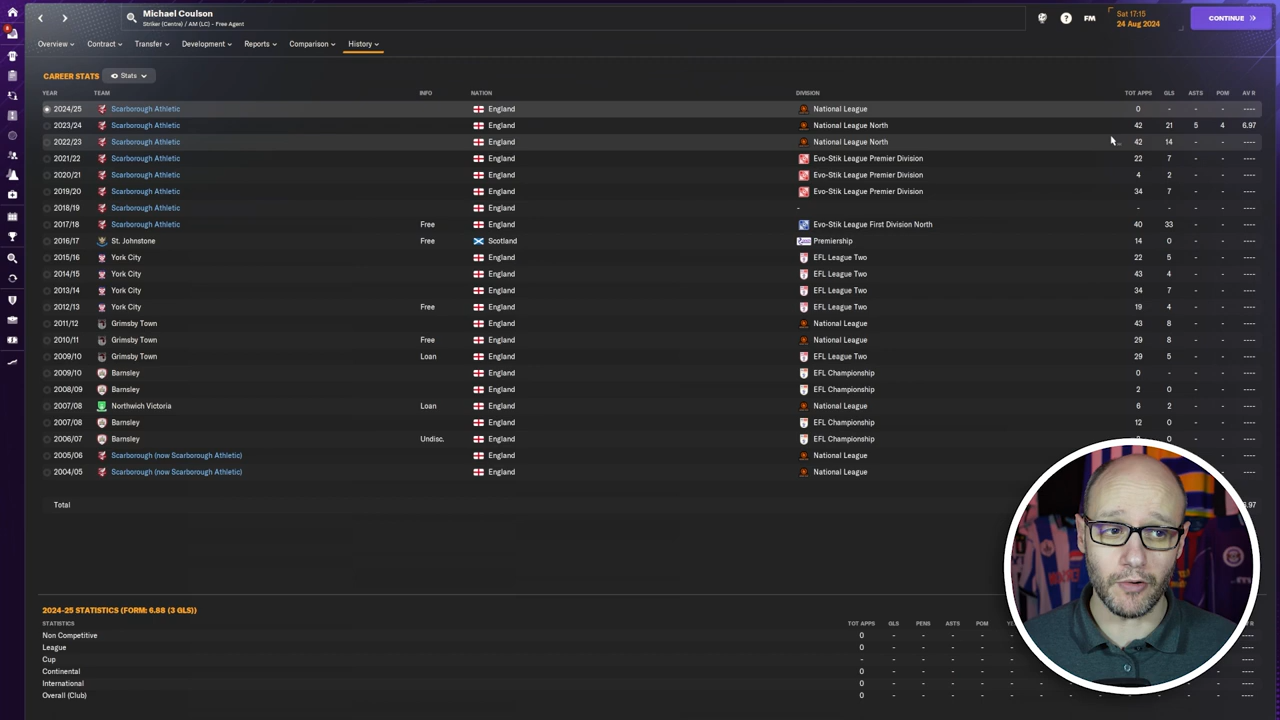 Michael Coulson
Striker (Centre) / AM (LC) - Free Agent
FM
Sat 17:15
24 Aug 2024
CONTINUE
Overview Contract Transfer Development Reports Comparison History
CAREER STATS Stats
YEAR TEAM INFO NATION DIVISION TOT APPS GLS ASTS POM AV R
2024/25 Scarborough Athletic England National League 0 - - - ----
2023/24 Scarborough Athletic England National League North 42 21 5 4 6.97
2022/23 Scarborough Athletic England National League North 42 14 ----
2021/22 Scarborough Athletic England Evo-Stik League Premier Division 22 7 ----
2020/21 Scarborough Athletic England Evo-Stik League Premier Division 4 2 ----
2019/20 Scarborough Athletic England Evo-Stik League Premier Division 34 7 ----
2018/19 Scarborough Athletic England - - - ----
2017/18 Scarborough Athletic Free England Evo-Stik League First Division North 40 33 ----
2016/17 St. Johnstone Free Scotland Premiership 14 0 ----
2015/16 York City England EFL League Two 22 5 ----
2014/15 York City England EFL League Two 43 4 ----
2013/14 York City England EFL League Two 34 7 ----
2012/13 York City Free England EFL League Two 19 4 ----
2011/12 Grimsby Town England National League 43 8 ----
2010/11 Grimsby Town Free England National League 29 8 ----
2009/10 Grimsby Town Loan England EFL League Two 29 5 ----
2009/10 Barnsley England EFL Championship 0 - ----
2008/09 Barnsley England EFL Championship 2 0 ----
2007/08 Northwich Victoria Loan England National League 6 2 ----
2007/08 Barnsley England EFL Championship 12 0 ----
2006/07 Barnsley Undisc. England EFL Championship 0 ----
2005/06 Scarborough (now Scarborough Athletic) England National League ----
2004/05 Scarborough (now Scarborough Athletic) England National League ----
Total
2024-25 STATISTICS (FORM: 6.88 (3 GLS))
STATISTICS TOT APPS GLS PENS ASTS POM
Non Competitive 0 - - - -
League 0 - - - -
Cup - - - - -
Continental 0 - - - -
International 0 - - - -
Overall (Club) 0 - - - -